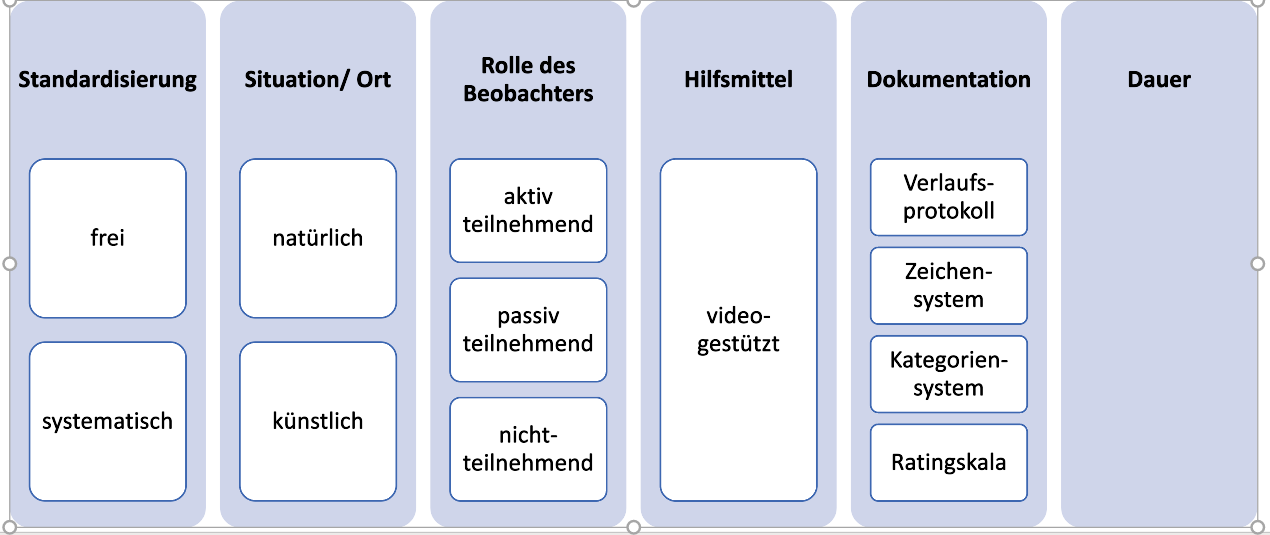 Standardisierung
frei
systematisch
Situation/ Ort
natürlich
künstlich
Rolle des
Beobachters
aktiv
teilnehmend
passiv
teilnehmend
nicht-
teilnehmend
Hilfsmittel
video-
gestützt
Dokumentation
Verlaufs-
protokoll
Zeichen-
system
Kategorien-
system
Ratingskala
Dauer